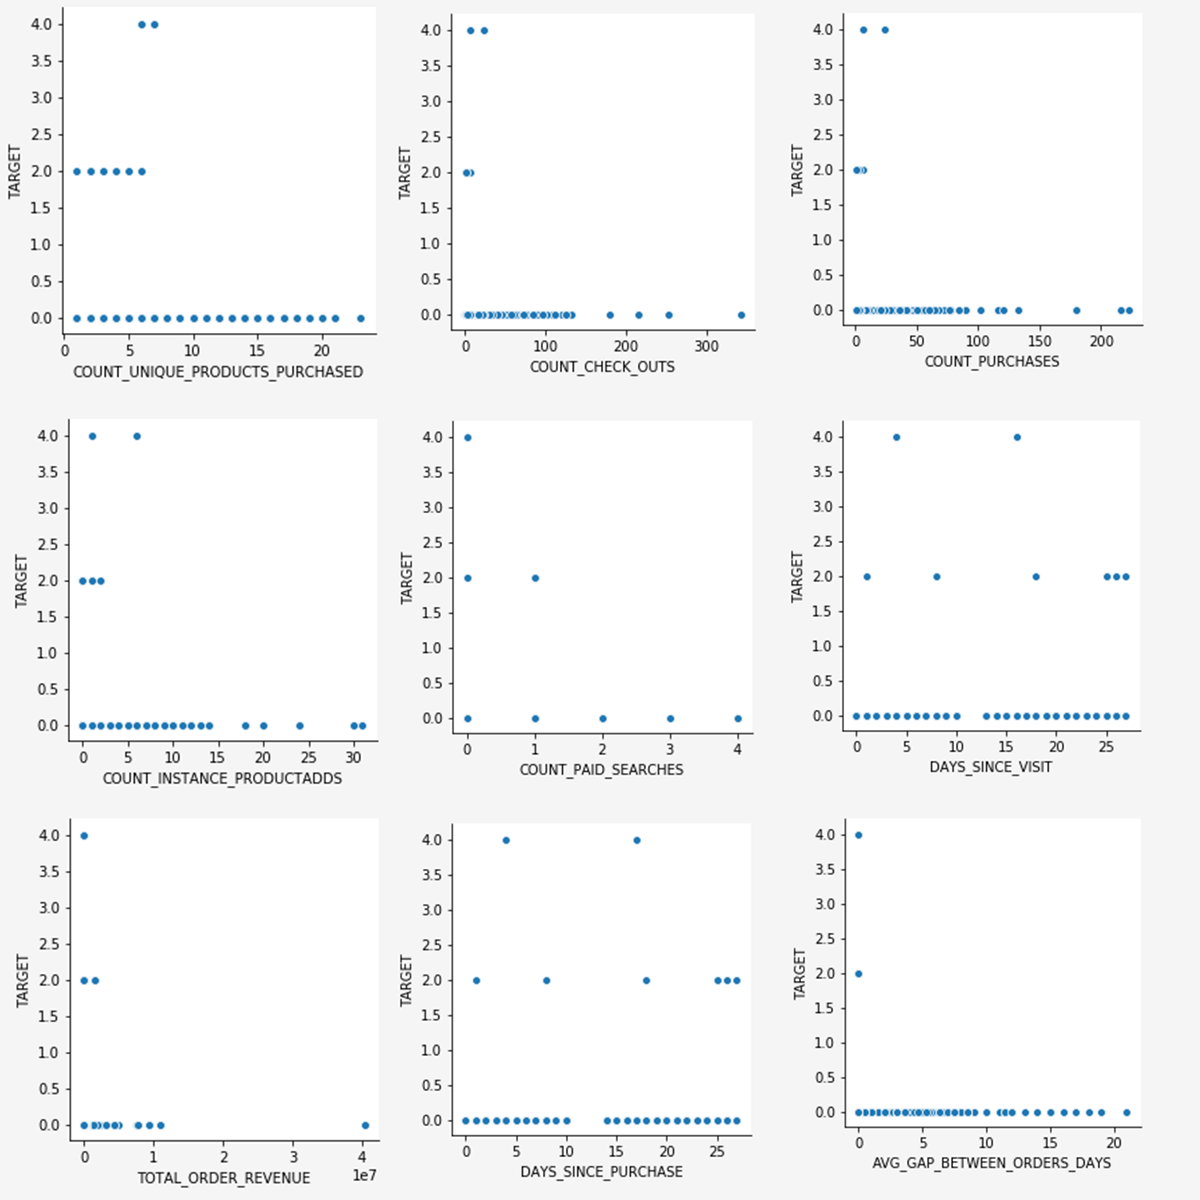 4.0
3.5
3.0
2.5
2.0
1.5
1.0
0.5
0.0
TARGET
0 5 10 15 20
COUNT_UNIQUE_PRODUCTS_PURCHASED
4.0
3.5
3.0
2.5
2.0
1.5
1.0
0.5
0.0
TARGET
0 100 200 300
COUNT_CHECK_OUTS
4.0
3.5
3.0
2.5
2.0
1.5
1.0
0.5
0.0
TARGET
0 50 100 150 200
COUNT_PURCHASES
4.0
3.5
3.0
2.5
2.0
1.5
1.0
0.5
0.0
TARGET
0 5 10 15 20 25 30
COUNT_INSTANCE_PRODUCTADDS
4.0
3.5
3.0
2.5
2.0
1.5
1.0
0.5
0.0
TARGET
0 1 2 3 4
COUNT_PAID_SEARCHES
4.0
3.5
3.0
2.5
2.0
1.5
1.0
0.5
0.0
TARGET
0 5 10 15 20 25
DAYS_SINCE_VISIT
4.0
3.5
3.0
2.5
2.0
1.5
1.0
0.5
0.0
TARGET
0 1 2 3 4
1e7
TOTAL_ORDER_REVENUE
4.0
3.5
3.0
2.5
2.0
1.5
1.0
0.5
0.0
TARGET
0 5 10 15 20 25
DAYS_SINCE_PURCHASE
4.0
3.5
3.0
2.5
2.0
1.5
1.0
0.5
0.0
TARGET
0 5 10 15 20
AVG_GAP_BETWEEN_ORDERS_DAYS